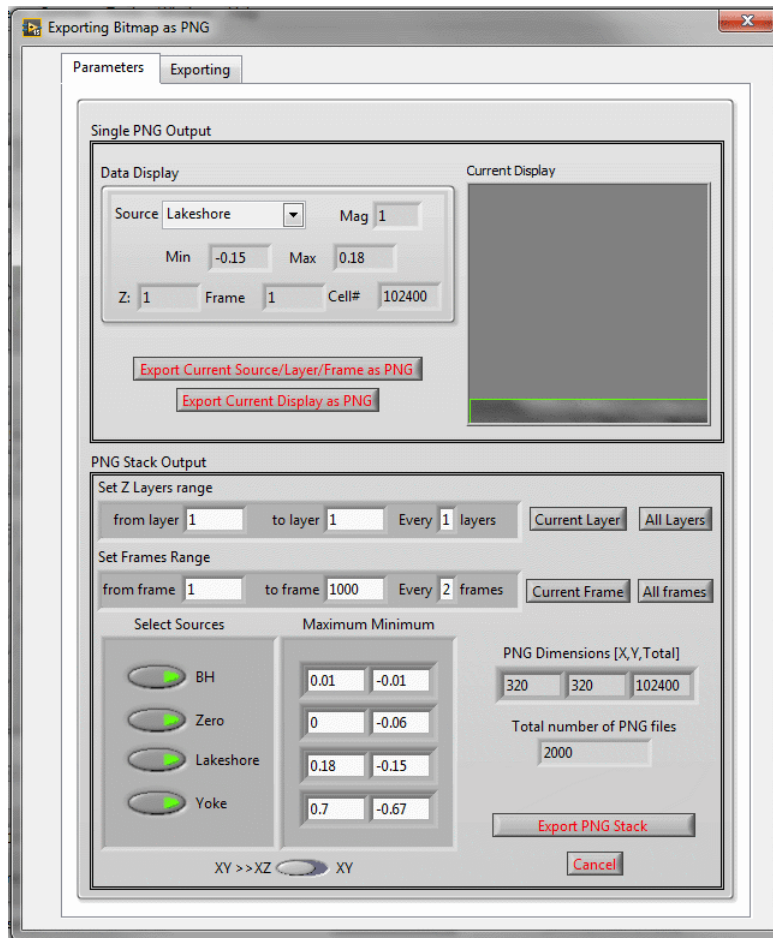 Exporting Bitmap as PNG
Parameters Exporting
Single PNG Output
Data Display
Current Display
Source Lakeshore Mag 1
Min -0.15 Max 0.18
Z: 1 Frame 1 Cell# 102400
Export Current Source/Layer/Frame as PNG
Export Current Display as PNG
PNG Stack Output
Set Z Layers range
from layer 1 to layer 1 Every 1 layers Current Layer All Layers
Set Frames Range
from frame 1 to frame 1000 Every 2 frames Current Frame All frames
Select Sources Maximum Minimum
BH 0.01 -0.01
Zero 0 -0.06
Lakeshore 0.18 -0.15
Yoke 0.7 -0.67
PNG Dimensions [X,Y,Total]
320 320 102400
Total number of PNG files
2000
Export PNG Stack
Cancel
XY >>XZ XY